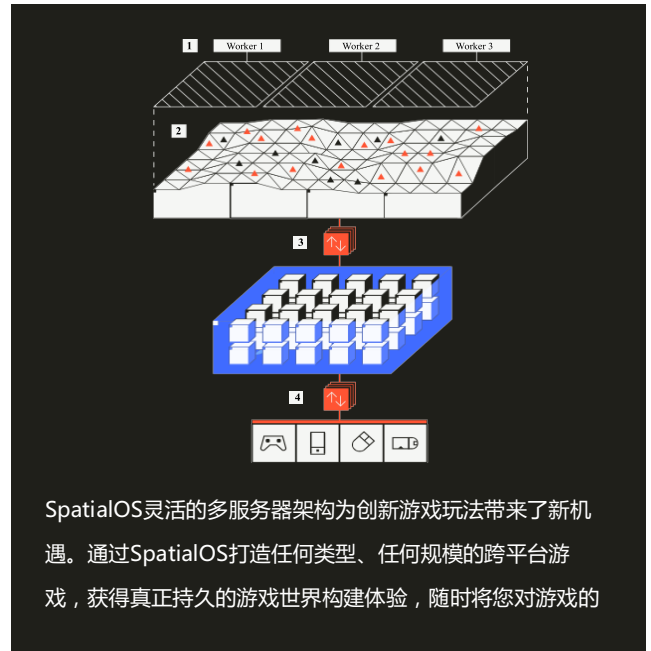 1 Worker 1 Worker 2 Worker 3
2
3
4
SpatialOS灵活的多服务器架构为创新游戏玩法带来了新机
遇。通过SpatialOS打造任何类型、任何规模的跨平台游
戏，获得真正持久的游戏世界构建体验，随时将您对游戏的